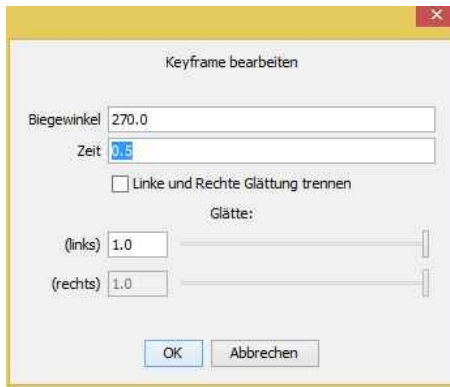 Keyframe bearbeiten
Biegewinkel 270.0
Zeit 0.5
Linke und Rechte Glättung trennen
Glätte:
(links) 1.0
(rechts) 1.0
OK Abbrechen